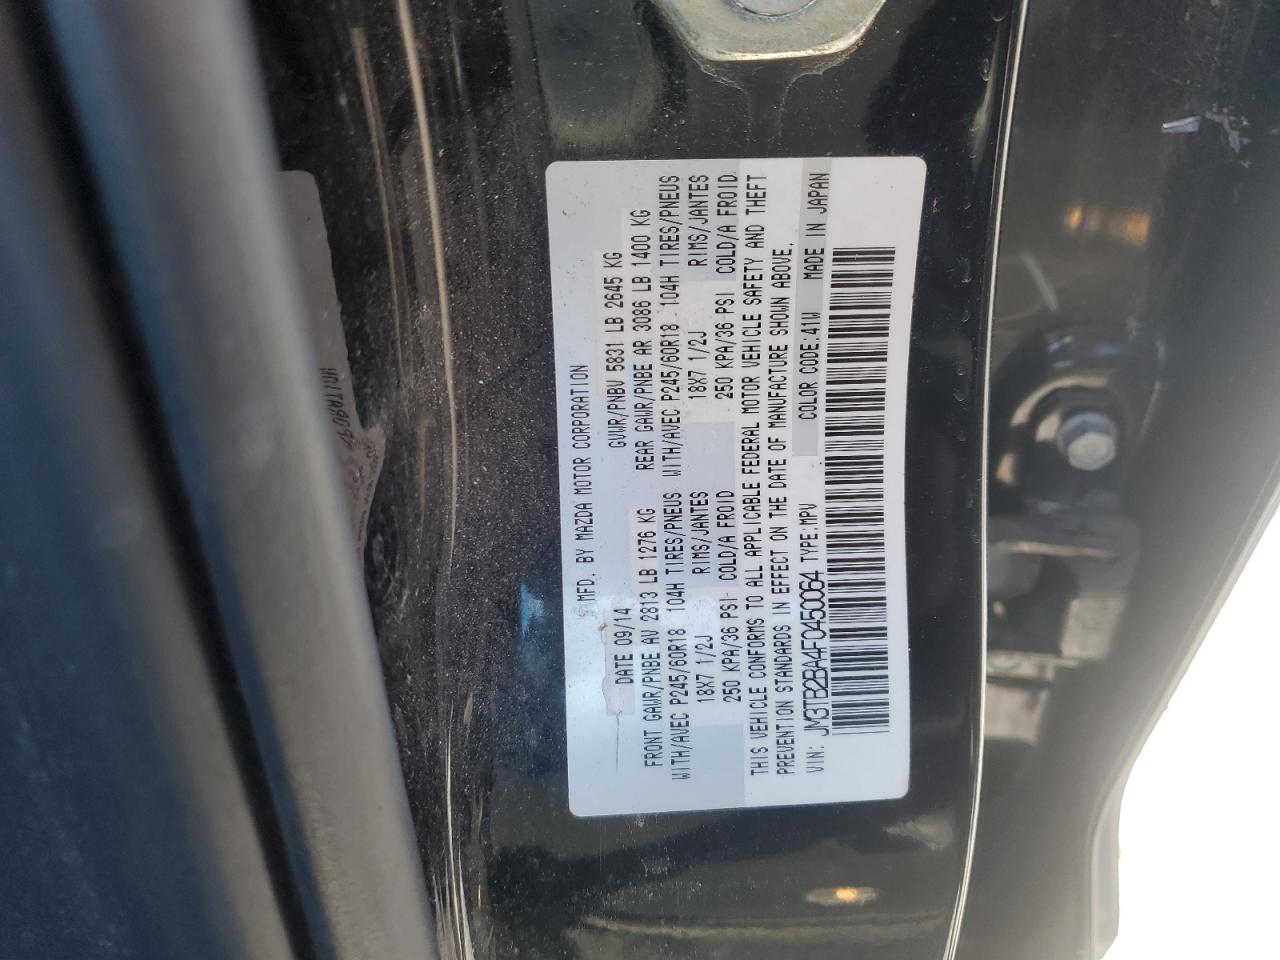 MFD. BY MAZDA MOTOR CORPORATION
DATE 09/14 GVWR/PNBV 5831 LB 2645 KG
FRONT GAWR/PNBE AV 2813 LB 1276 KG REAR GAWR/PNBE AR 3086 LB 1400 KG
WITH/AVEC P245/60R18 104H TIRES/PNEUS WITH/AVEC P245/60R18 104H TIRES/PNEUS
18X7 1/2J RIMS/JANTES 18X7 1/2J RIMS/JANTES
250 KPA/36 PSI COLD/A FROID 250 KPA/36 PSI COLD/A FROID
THIS VEHICLE CONFORMS TO ALL APPLICABLE FEDERAL MOTOR VEHICLE SAFETY AND THEFT
PREVENTION STANDARDS IN EFFECT ON THE DATE OF MANUFACTURE SHOWN ABOVE.
VIN: JM3TB2BA4F0450064 TYPE:MPV COLOR CODE:41W MADE IN JAPAN